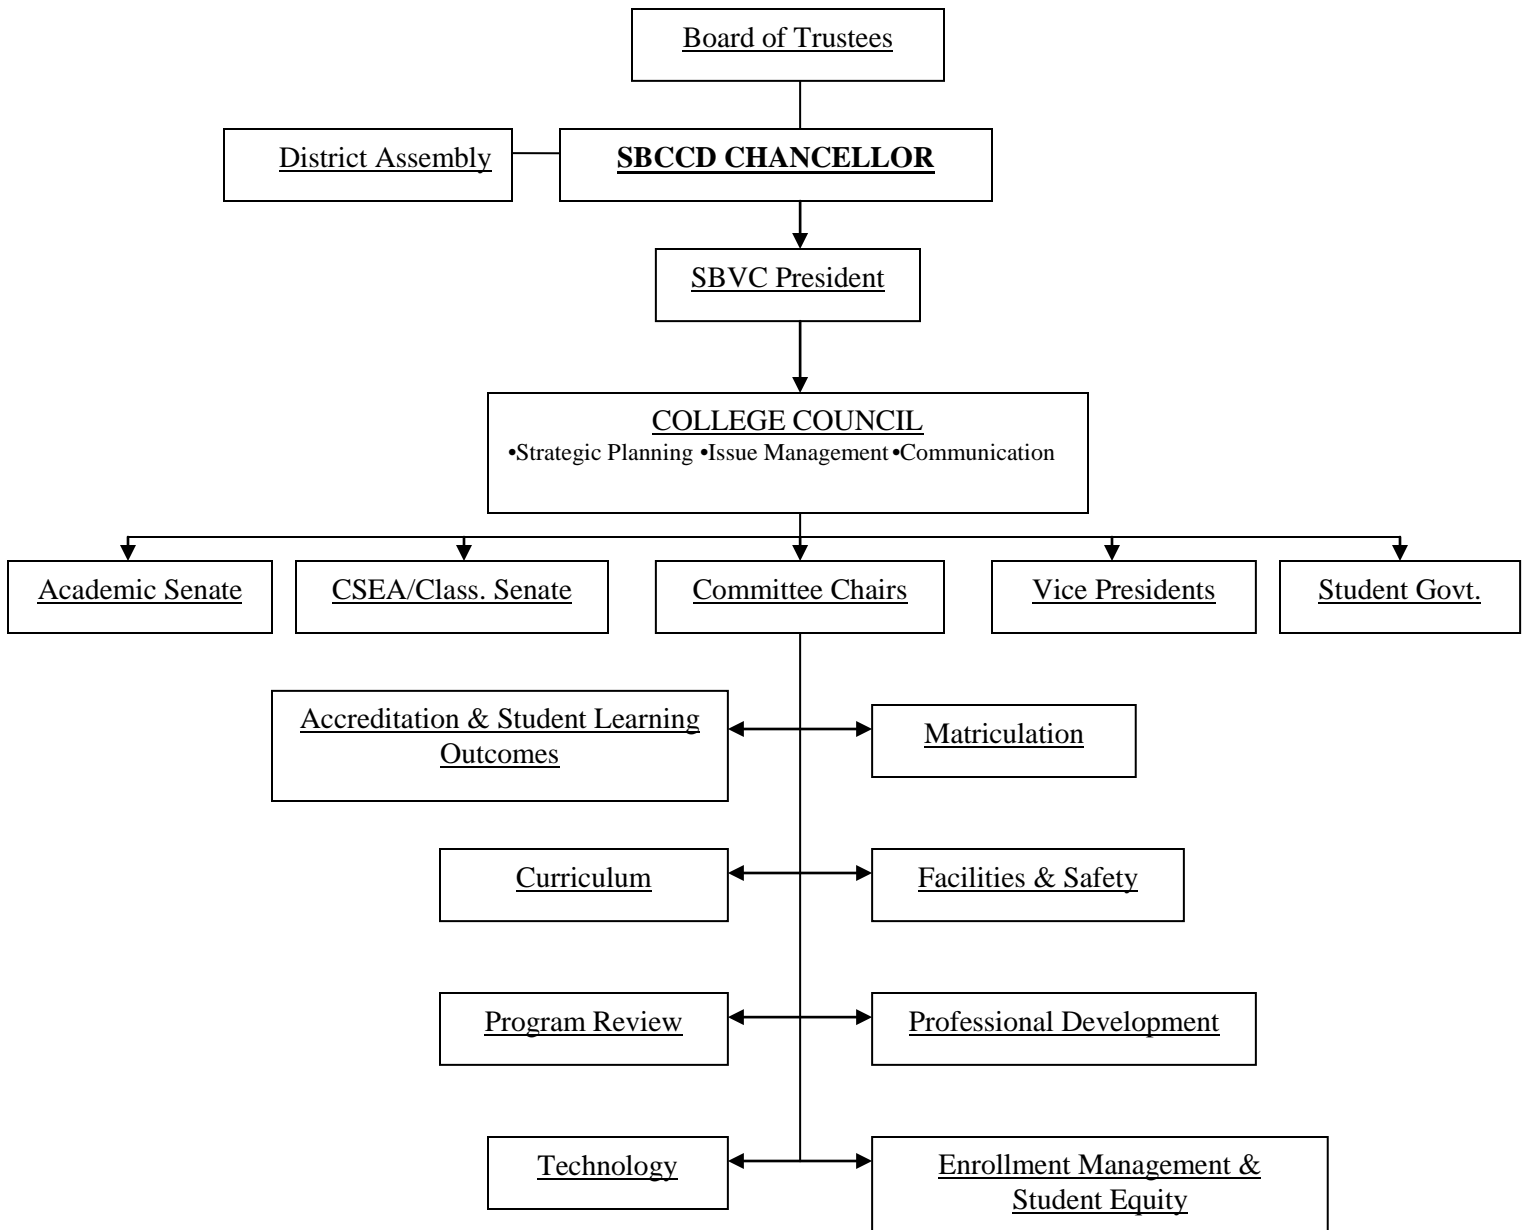 Board of Trustees
District Assembly
SBCCD CHANCELLOR
SBVC President
COLLEGE COUNCIL
•Strategic Planning •Issue Management •Communication
Academic Senate
CSEA/Class. Senate
Committee Chairs
Vice Presidents
Student Govt.
Accreditation & Student Learning
Outcomes
Matriculation
Curriculum
Facilities & Safety
Program Review
Professional Development
Technology
Enrollment Management &
Student Equity